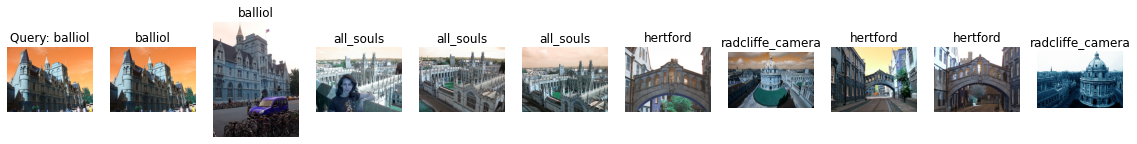 Query: balliol
balliol
balliol
all_souls
all_souls
all_souls
hertford
radcliffe_camera
hertford
hertford
radcliffe_camera